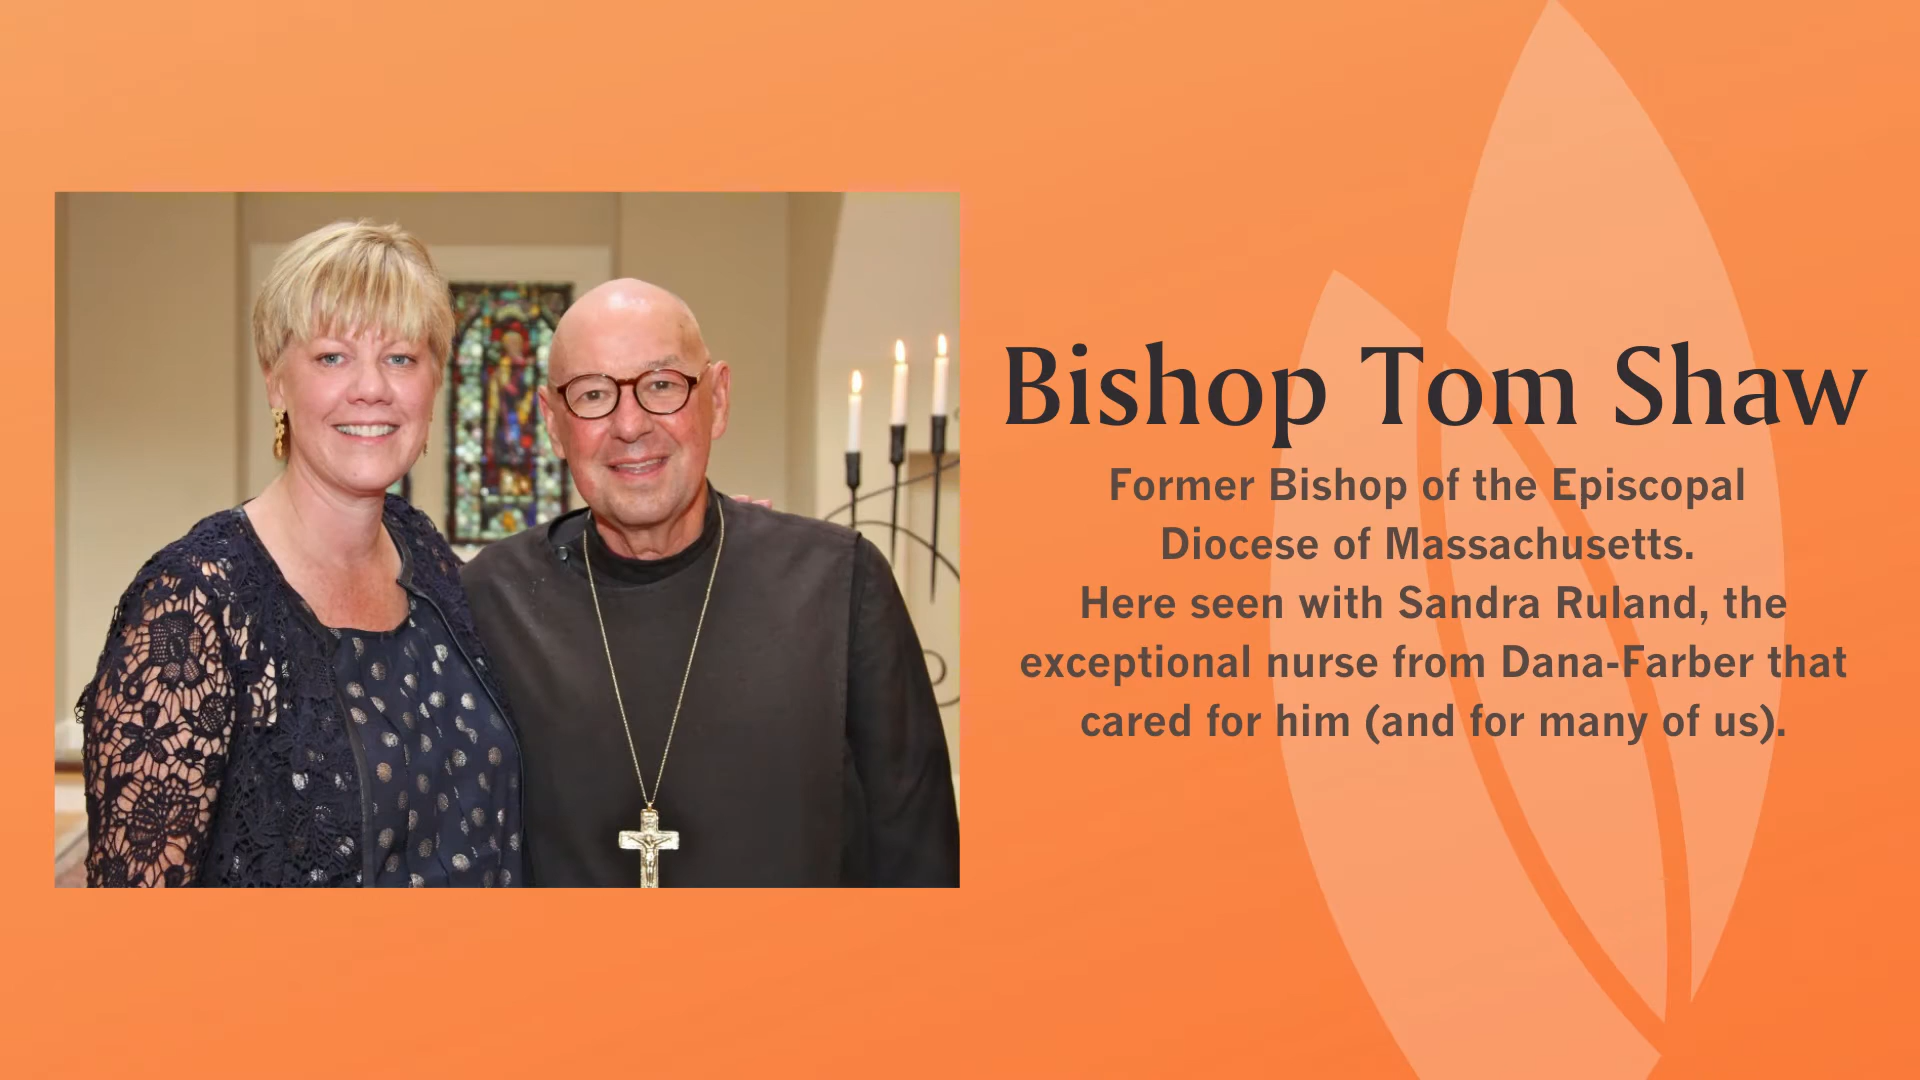 Bishop Tom Shaw
Former Bishop of the Episcopal
Diocese of Massachusetts.
Here seen with Sandra Ruland, the
exceptional nurse from Dana-Farber that
cared for him (and for many of us).